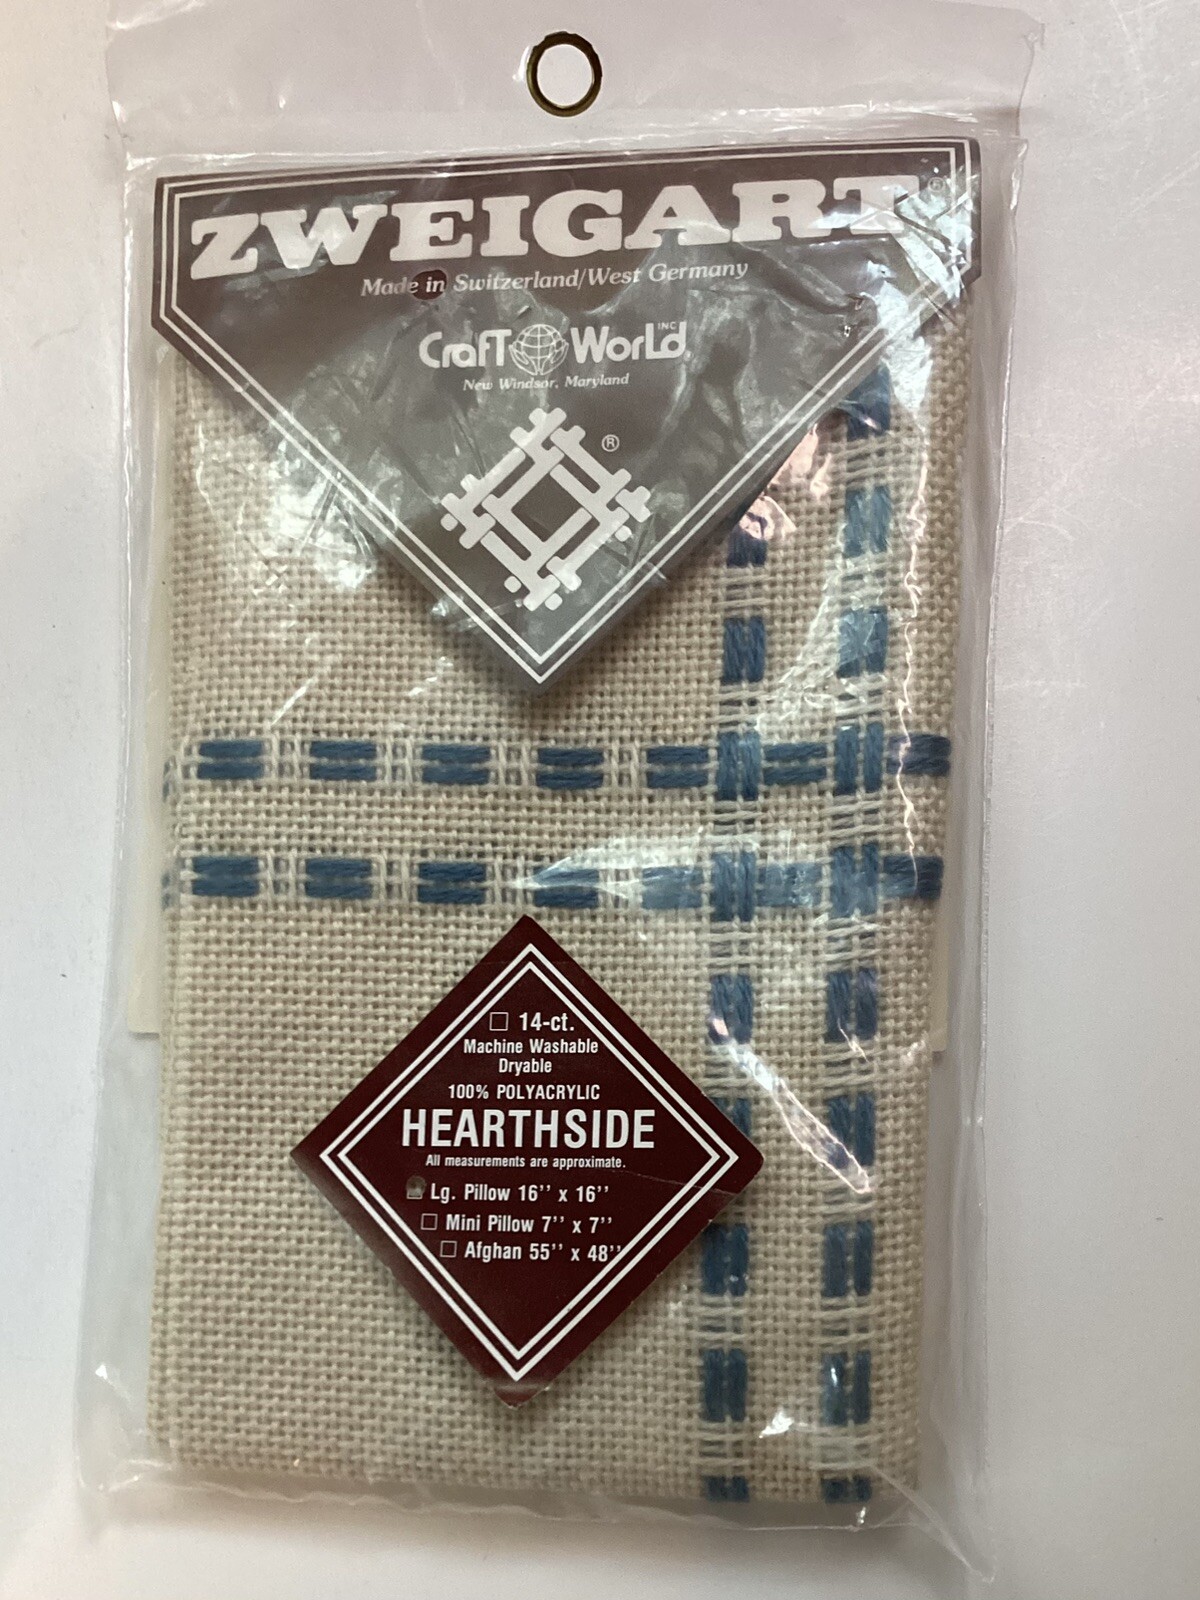 ZWEIGART®
Made in Switzerland/West Germany
CrafT World INC.
New Windsor, Maryland
®
14-ct.
Machine Washable
Dryable
100% POLYACRYLIC
HEARTHSIDE
All measurements are approximate.
Lg. Pillow 16'' x 16''
Mini Pillow 7'' x 7''
Afghan 55'' x 48''